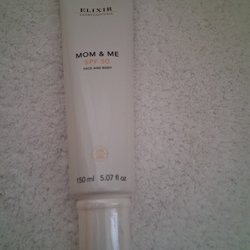 ELIXIR
MOM & ME
SPF 50
FACE AND BODY
150 ml 5.07 fl oz